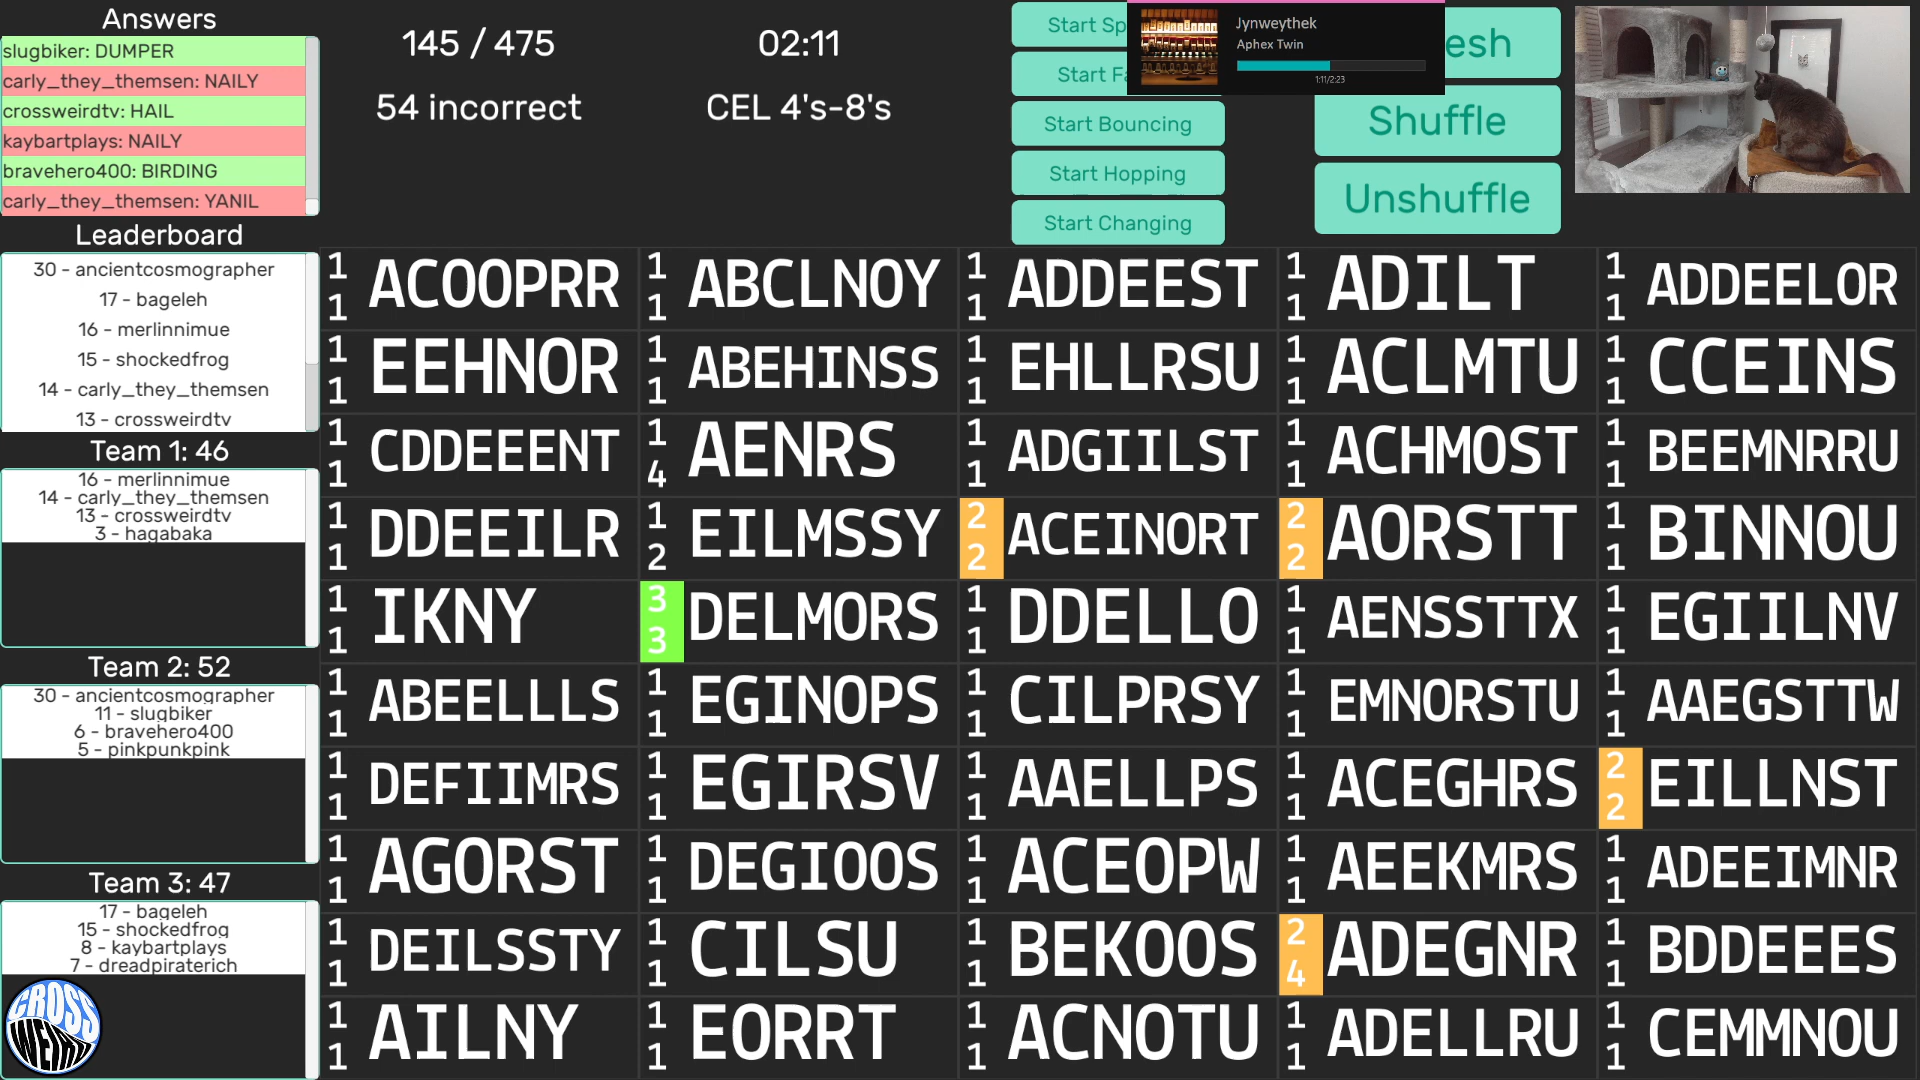 Answers
slugbiker: DUMPER
carly_they_themsen: NAILY
crossweirdtv: HAIL
kaybartplays: NAILY
bravehero400: BIRDING
carly_they_themsen: YANIL
Leaderboard
30 - ancientcosmographer
17 - bageleh
16 - merlinnimue
15 - shockedfrog
14 - carly_they_themsen
13 - crossweirdtv
Team 1: 46
16 - merlinnimue
14 - carly_they_themsen
13 - crossweirdtv
3 - hagabaka
Team 2: 52
30 - ancientcosmographer
11 - slugbiker
6 - bravehero400
5 - pinkpunkpink
Team 3: 47
17 - bageleh
15 - shockedfrog
8 - kaybartplays
7 - dreadpiraterich
CROSS
WEIRD
145 / 475
54 incorrect
02:11
CEL 4's-8's
Start Sp
Start Fa
Start Bouncing
Start Hopping
Start Changing
Jynweythek
Aphex Twin
1:11/2:23
esh
Shuffle
Unshuffle
1 1 ACOOPRR
1 1 ABCLNOY
1 1 ADDEEST
1 1 ADILT
1 1 ADDEELOR
1 1 EEHNOR
1 1 ABEHINSS
1 1 EHLLRSU
1 1 ACLMTU
1 1 CCEINS
1 1 CDDEEENT
1 4 AENRS
1 1 ADGIILST
1 1 ACHMOST
1 1 BEEMNRRU
1 1 DDEEILR
1 2 EILMSSY
2 2 ACEINORT
2 2 AORSTT
1 1 BINNOU
1 1 IKNY
3 3 DELMORS
1 1 DDELLO
1 1 AENSSTTX
1 1 EGIILNV
1 1 ABEELLLS
1 1 EGINOPS
1 1 CILPRSY
1 1 EMNORSTU
1 1 AAEGSTTW
1 1 DEFIIMRS
1 1 EGIRSV
1 1 AAELLPS
1 1 ACEGHRS
2 2 EILLNST
1 1 AGORST
1 1 DEGIOOS
1 1 ACEOPW
1 1 AEEKMRS
1 1 ADEEIMNR
1 1 DEILSSTY
1 1 CILSU
1 1 BEKOOS
2 4 ADEGNR
1 1 BDDEEES
1 1 AILNY
1 1 EORRT
1 1 ACNOTU
1 1 ADELLRU
1 1 CEMMNOU